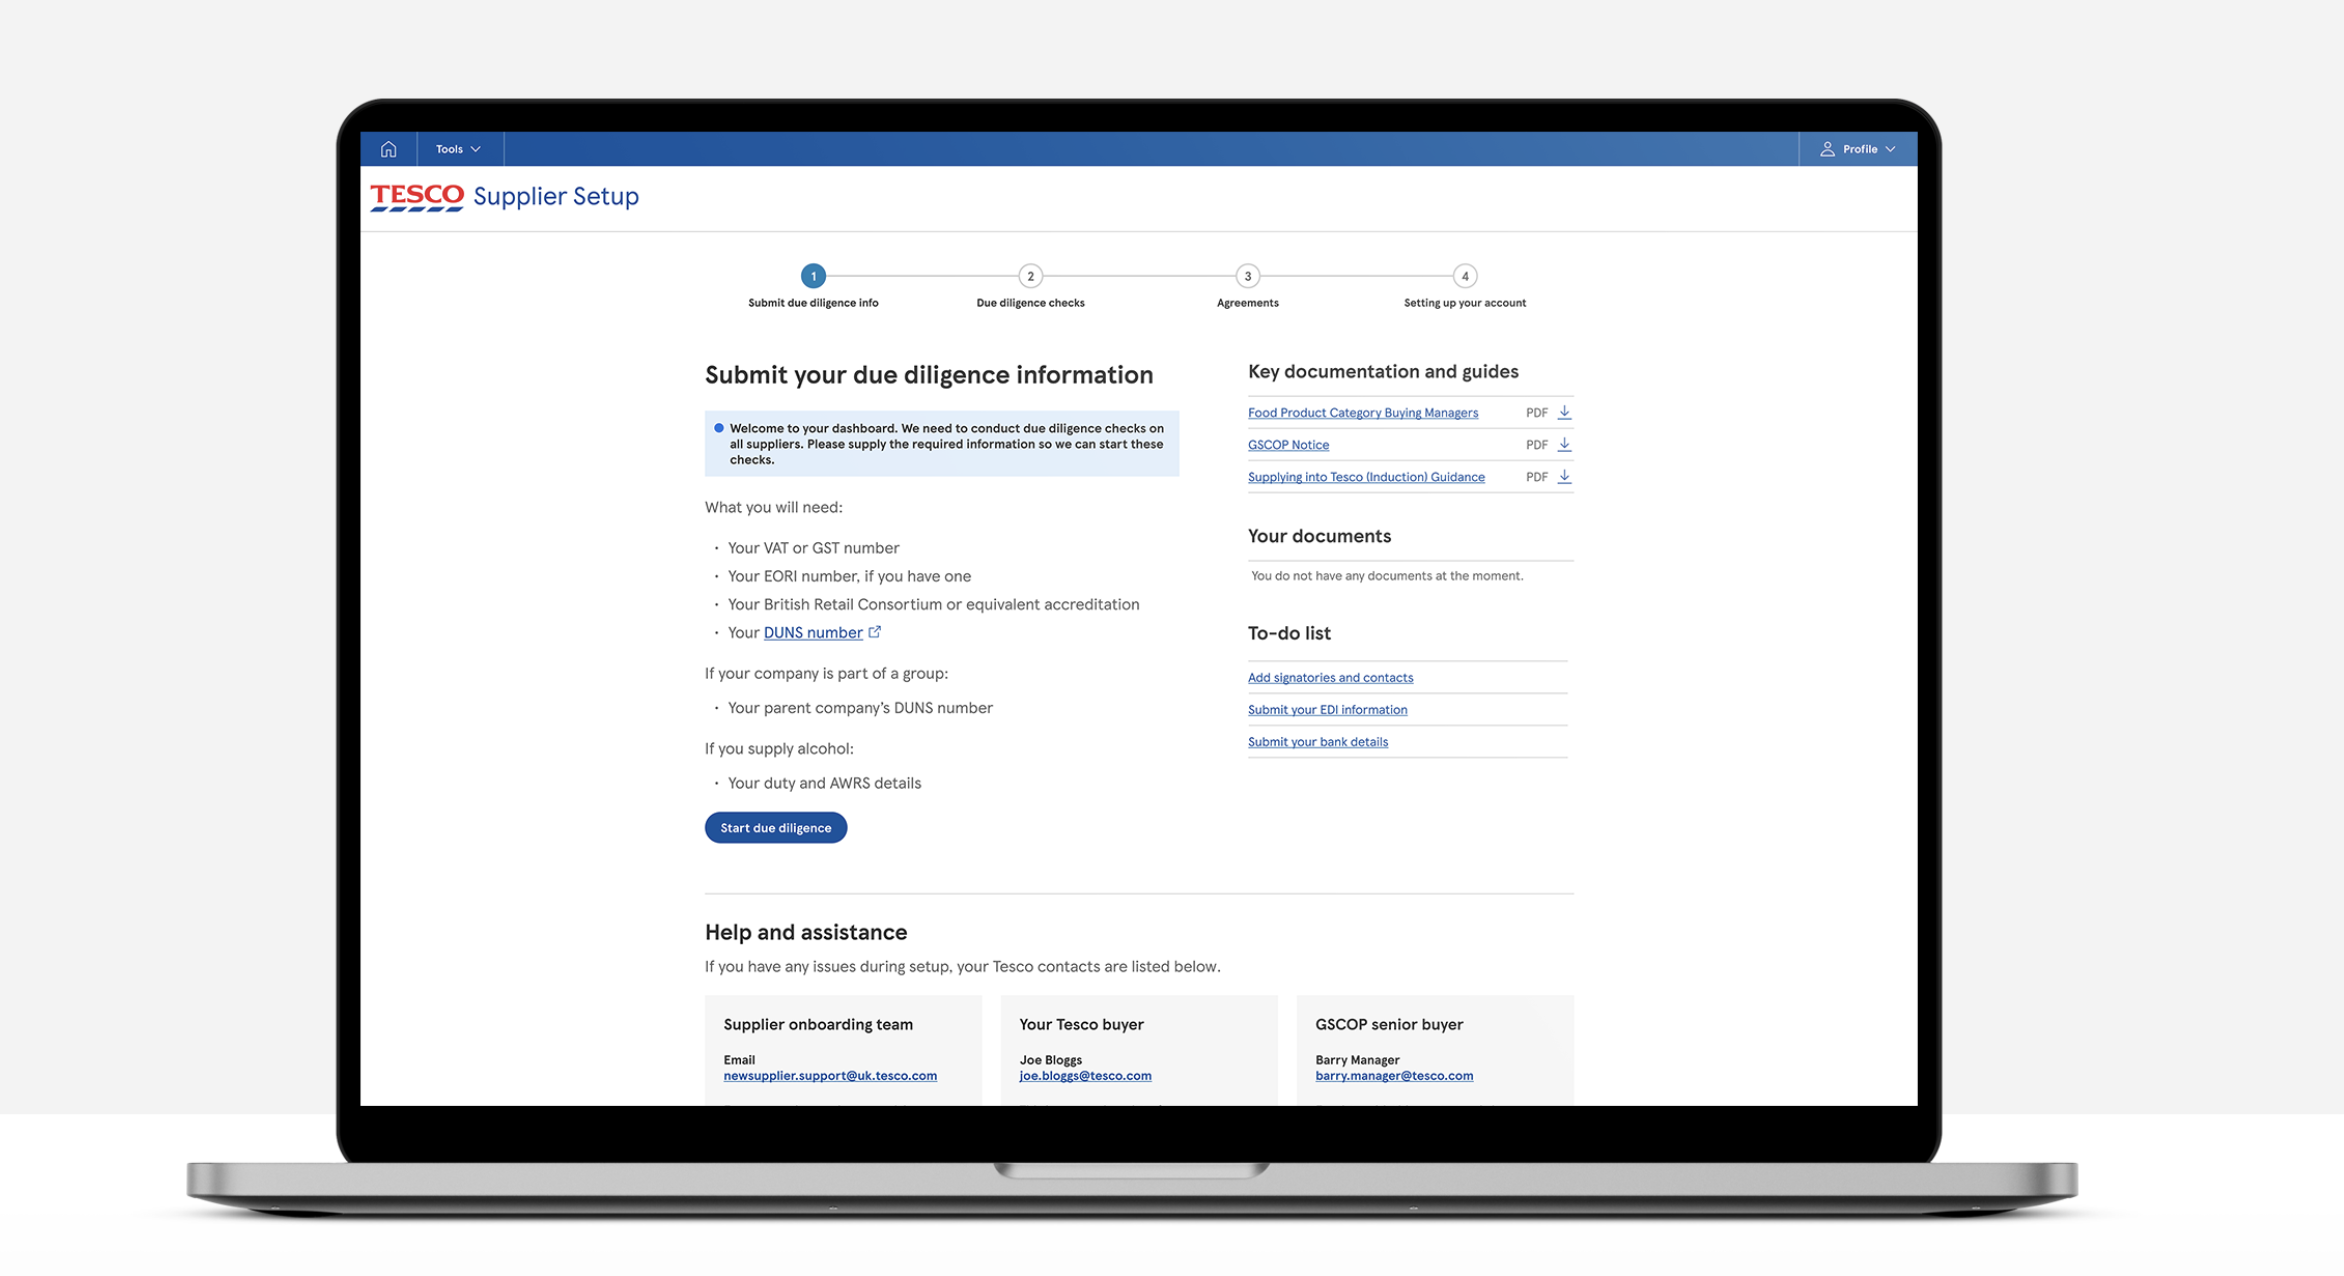 Tools
Profile
TESCO Supplier Setup
1
2
3
4
Submit due diligence info
Due diligence checks
Agreements
Setting up your account
Submit your due diligence information
Welcome to your dashboard. We need to conduct due diligence checks on
all suppliers. Please supply the required information so we can start these
checks.
What you will need:
· Your VAT or GST number
· Your EORI number, if you have one
· Your British Retail Consortium or equivalent accreditation
· Your DUNS number
If your company is part of a group:
· Your parent company's DUNS number
If you supply alcohol:
· Your duty and AWRS details
Start due diligence
Key documentation and guides
Food Product Category Buying Managers PDF
GSCOP Notice PDF
Supplying into Tesco (Induction) Guidance PDF
Your documents
You do not have any documents at the moment.
To-do list
Add signatories and contacts
Submit your EDI information
Submit your bank details
Help and assistance
If you have any issues during setup, your Tesco contacts are listed below.
Supplier onboarding team
Email
newsupplier.support@uk.tesco.com
Your Tesco buyer
Joe Bloggs
joe.bloggs@tesco.com
GSCOP senior buyer
Barry Manager
barry.manager@tesco.com